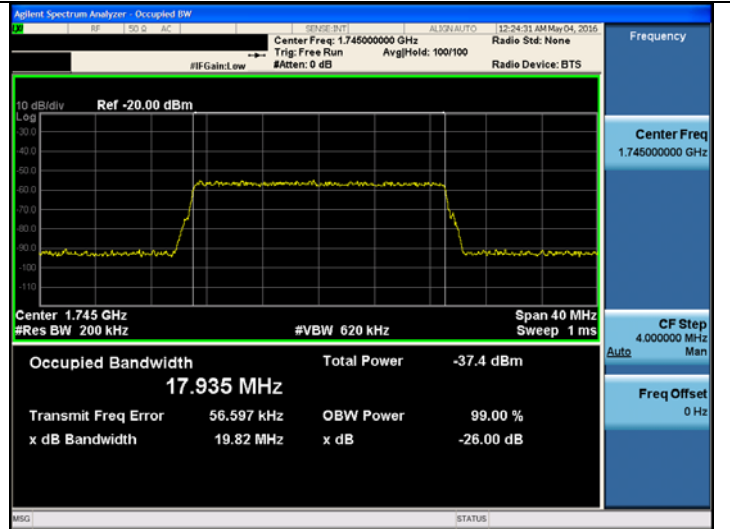 Agilent Spectrum Analyzer - Occupied BW
RF 50 Ω AC SENSE:INT ALIGN AUTO 12:24:31 AM May 04, 2016
Center Freq: 1.745000000 GHz Radio Std: None
Trig: Free Run Avg|Hold: 100/100
#IFGain:Low #Atten: 0 dB Radio Device: BTS
Frequency
10 dB/div Ref -20.00 dBm
Log
-30.0
-40.0
-50.0
-60.0
-70.0
-80.0
-90.0
-100
-110
Center 1.745 GHz Span 40 MHz
#Res BW 200 kHz #VBW 620 kHz Sweep 1 ms
Occupied Bandwidth Total Power -37.4 dBm
17.935 MHz
Transmit Freq Error 56.597 kHz OBW Power 99.00 %
x dB Bandwidth 19.82 MHz x dB -26.00 dB
Center Freq
1.745000000 GHz
CF Step
4.000000 MHz
Auto Man
Freq Offset
0 Hz
MSG STATUS